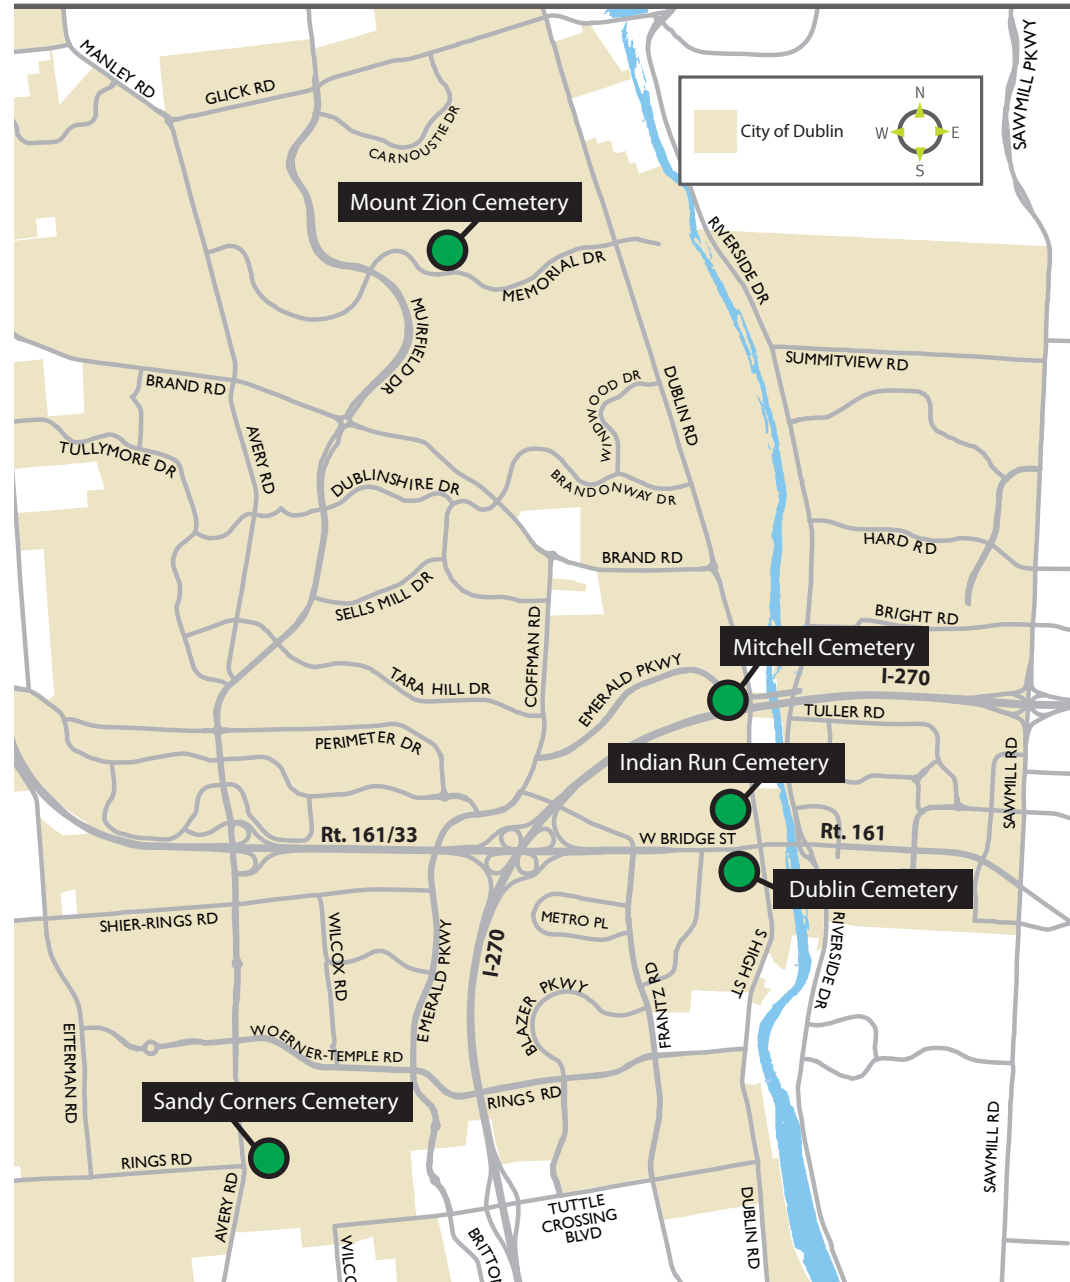 MANLEY RD
GLICK RD
CARNOUSTIE DR
SAWMILL PKWY
City of Dublin
N
W
E
S
Mount Zion Cemetery
RIVERSIDE DR
MEMORIAL DR
MUIRFIELD DR
SUMMITVIEW RD
BRAND RD
WINDWOOD DR
DUBLIN RD
TULLYMORE DR
AVERY RD
DUBLINSHIRE DR
BRANDONWAY DR
HARD RD
BRAND RD
SELLS MILL DR
COFFMAN RD
BRIGHT RD
Mitchell Cemetery
I-270
EMERALD PKWY
TARA HILL DR
TULLER RD
PERIMETER DR
Indian Run Cemetery
SAWMILL RD
Rt. 161/33
W BRIDGE ST
Rt. 161
Dublin Cemetery
SHIER-RINGS RD
WILCOX RD
EMERALD PKWY
I-270
METRO PL
S HIGH ST
RIVERSIDE DR
BLAZER PKWY
FRANTZ RD
EITERMAN RD
WOERNER-TEMPLE RD
Sandy Corners Cemetery
RINGS RD
SAWMILL RD
RINGS RD
AVERY RD
TUTTLE
CROSSING
BLVD
DUBLIN RD
WILCO
BRITTON